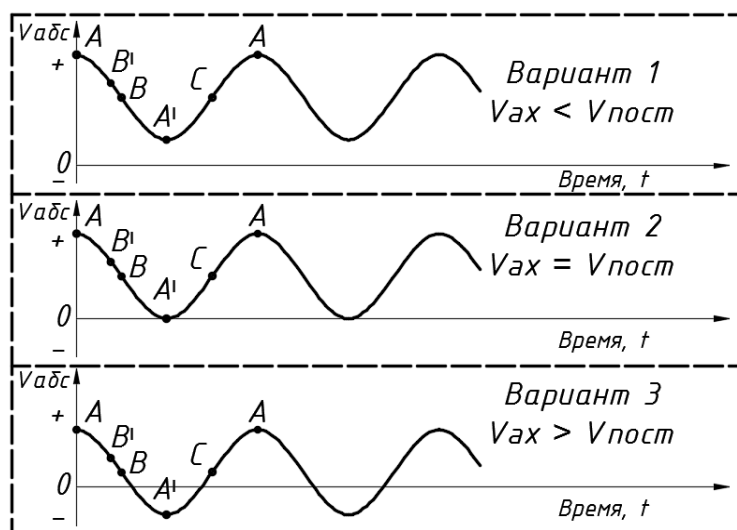 Vабс
+
A
B'
B
C
A
A'
0
−
Вариант 1
Vах < Vпост
Время, t
Vабс
+
A
B'
B
C
A
A'
0
−
Вариант 2
Vах = Vпост
Время, t
Vабс
+
A
B'
B
C
A
A'
0
−
Вариант 3
Vах > Vпост
Время, t